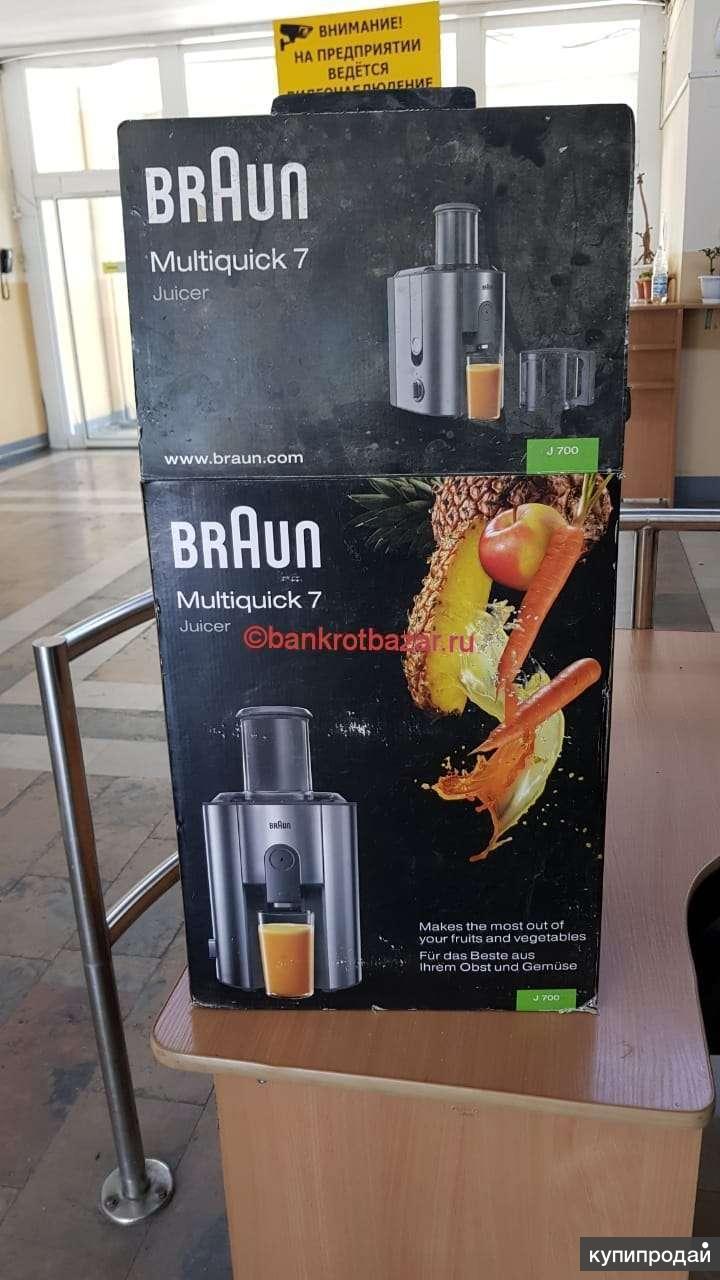 ВНИМАНИЕ!
НА ПРЕДПРИЯТИИ
ВЕДЁТСЯ
ВИДЕОНАБЛЮДЕНИЕ
BRAUN
Multiquick 7
Juicer
BRAUN
www.braun.com
J 700
BRAUN
Multiquick 7
Juicer
©bankrotbazar.ru
BRAUN
Makes the most out of
your fruits and vegetables
Für das Beste aus
Ihrem Obst und Gemüse
J 700
купипродай